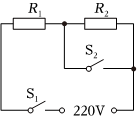 R₁ R₂
S₂
S₁
220V